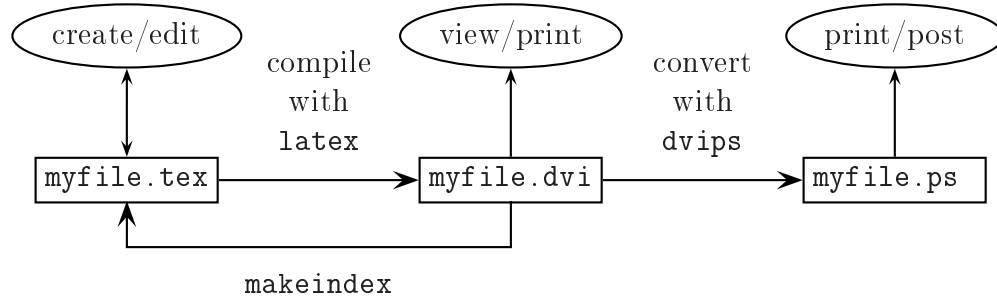 create/edit
view/print
print/post
compile
with
latex
convert
with
dvips
myfile.tex
myfile.dvi
myfile.ps
makeindex